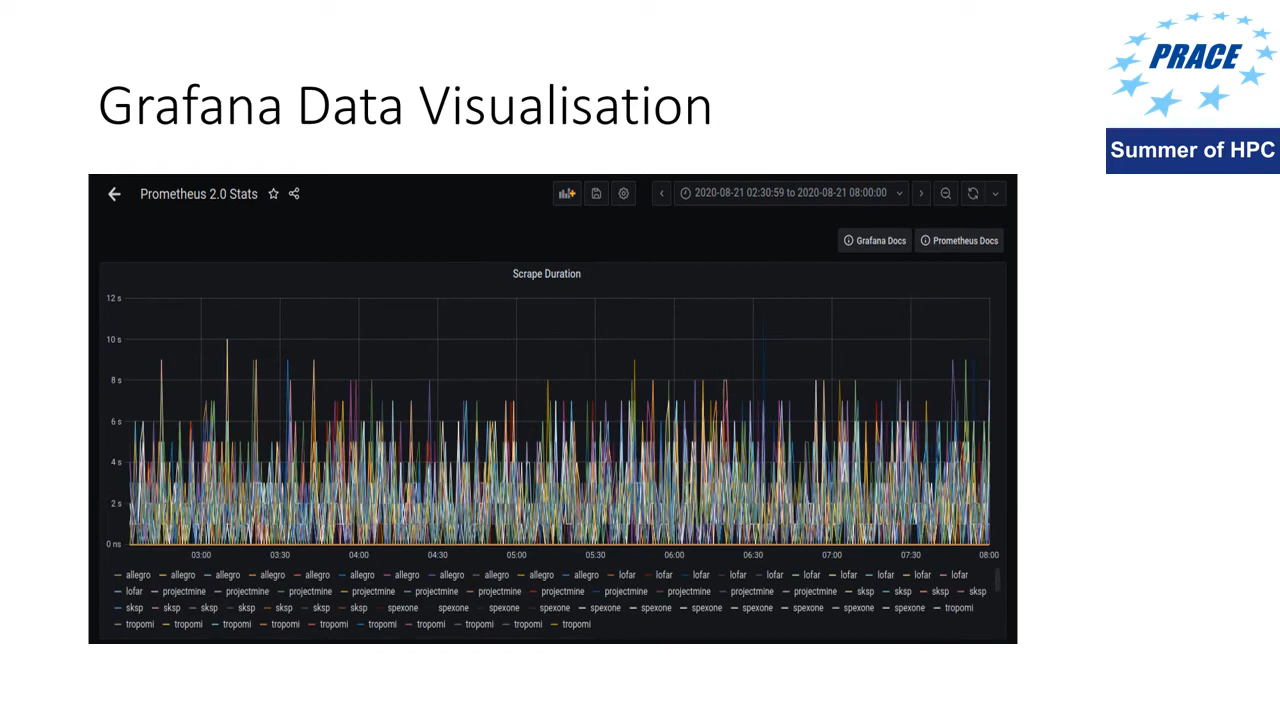 PRACE
Summer of HPC
Grafana Data Visualisation
Prometheus 2.0 Stats
2020-08-21 02:30:59 to 2020-08-21 08:00:00
Grafana Docs
Prometheus Docs
Scrape Duration
12 s
10 s
8 s
6 s
4 s
2 s
0 ns
03:00 03:30 04:00 04:30 05:00 05:30 06:00 06:30 07:00 07:30 08:00
allegro allegro allegro allegro allegro allegro allegro allegro allegro allegro allegro lofar lofar lofar lofar lofar lofar lofar lofar lofar lofar
lofar projectmine projectmine projectmine projectmine projectmine projectmine projectmine projectmine projectmine projectmine projectmine sksp sksp sksp sksp
sksp sksp sksp sksp sksp sksp sksp spexone spexone spexone spexone spexone spexone spexone spexone spexone spexone spexone tropomi
tropomi tropomi tropomi tropomi tropomi tropomi tropomi tropomi tropomi tropomi